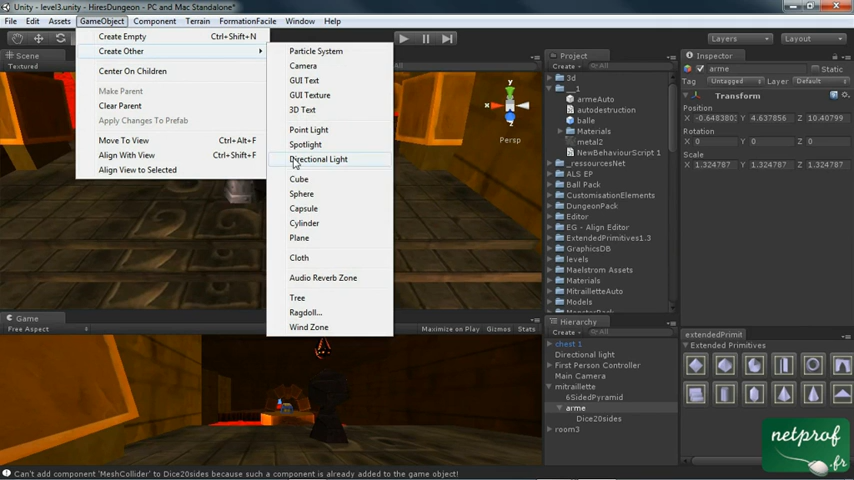 Unity - level3.unity - HiresDungeon - PC and Mac Standalone*
File Edit Assets GameObject Component Terrain FormationFacile Window Help
Layers Layout
Create Empty Ctrl+Shift+N
Create Other
Center On Children
Make Parent
Clear Parent
Apply Changes To Prefab
Move To View Ctrl+Alt+F
Align With View Ctrl+Shift+F
Align View to Selected
Particle System
Camera
GUI Text
GUI Texture
3D Text
Point Light
Spotlight
Directional Light
Cube
Sphere
Capsule
Cylinder
Plane
Cloth
Audio Reverb Zone
Tree
Ragdoll...
Wind Zone
Scene
Textured
Persp
y
x
z
Game
Free Aspect Maximize on Play Gizmos Stats
Project
Create
3d
__1
armeAuto
autodestruction
balle
Materials
metal2
NewBehaviourScript 1
_ressourcesNet
ALS EP
Ball Pack
CustomisationElements
DungeonPack
Editor
EG - Align Editor
ExtendedPrimitives1.3
GraphicsDB
levels
Maelstrom Assets
Materials
MitrailletteAuto
Models
Hierarchy
Create
chest 1
Directional light
First Person Controller
Main Camera
mitraillette
6SidedPyramid
arme
Dice20sides
room3
Inspector
arme Static
Tag Untagged Layer Default
Transform
Position
X -0.648380 Y 4.637856 Z 10.40799
Rotation
X 0 Y 0 Z 0
Scale
X 1.324787 Y 1.324787 Z 1.324787
extendedPrimit
Extended Primitives
netprof
.fr
Can't add component 'MeshCollider' to Dice20sides because such a component is already added to the game object!